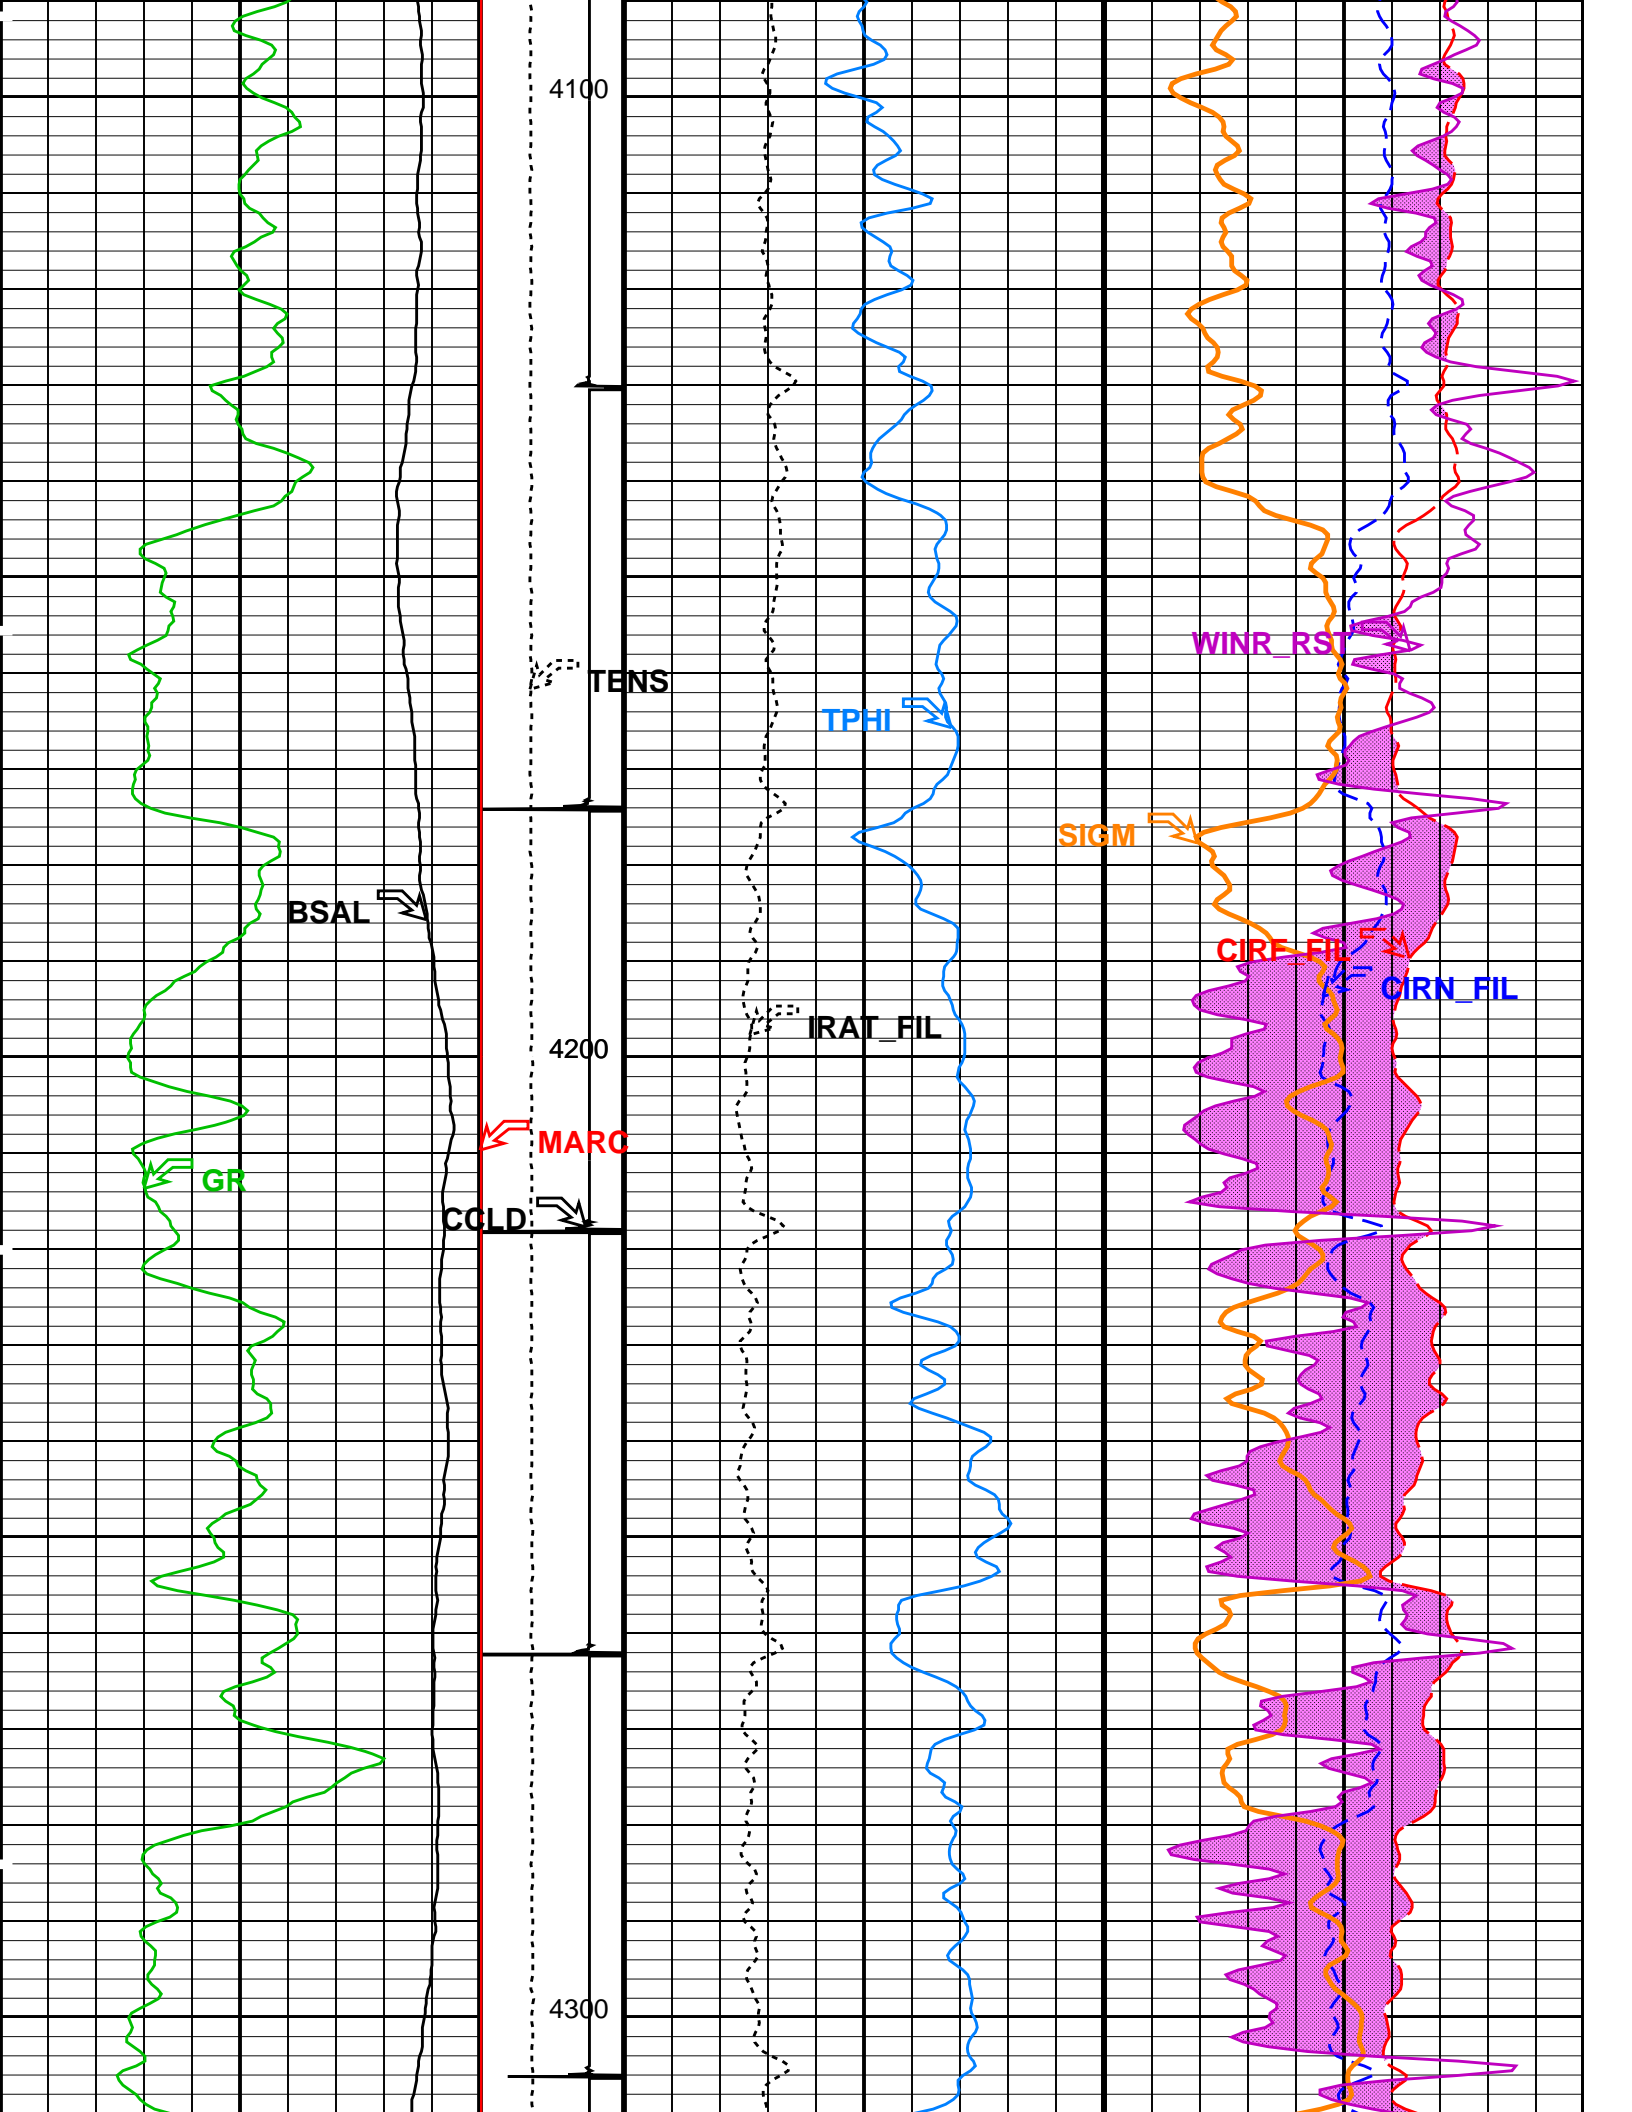 4100
WINR_RST
TENS
TPHI
SIGM
BSAL
CIRF_FIL
CIRN_FIL
IRAT_FIL
4200
MARC
GR
CCLD
4300